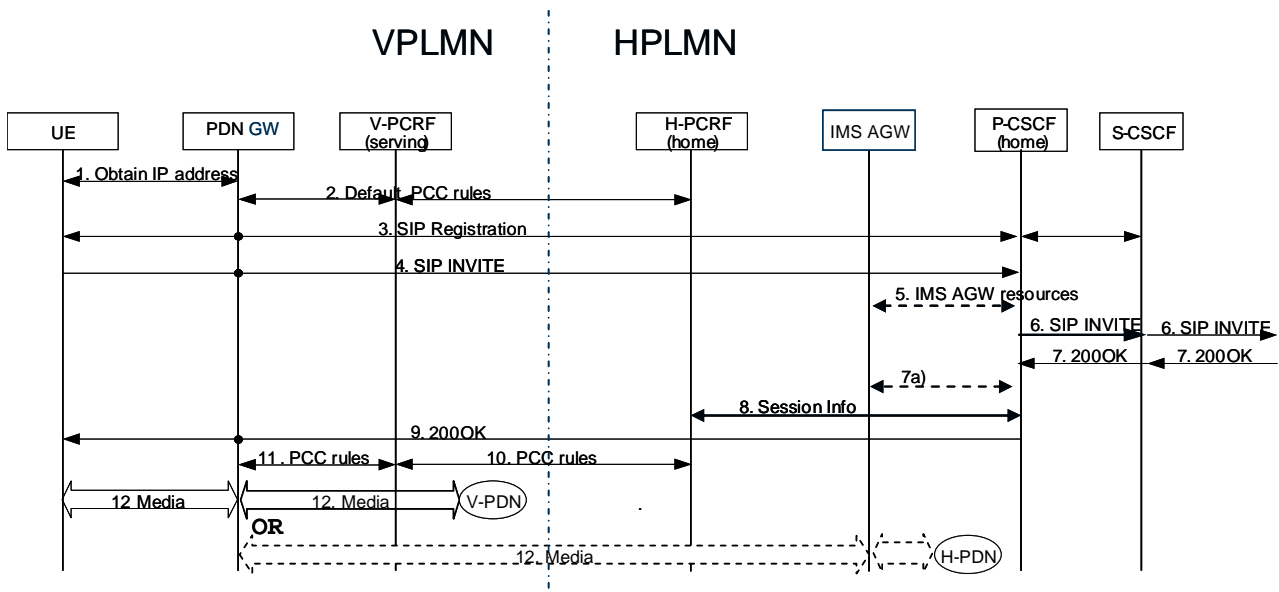 VPLMN HPLMN
UE
PDN GW
V-PCRF
(serving)
H-PCRF
(home)
IMS AGW
P-CSCF
(home)
S-CSCF
1. Obtain IP address
2. Default PCC rules
3. SIP Registration
4. SIP INVITE
5. IMS AGW resources
6. SIP INVITE
6. SIP INVITE
7. 200OK
7. 200OK
7a)
8. Session Info
9. 200OK
11. PCC rules
10. PCC rules
12 Media
12. Media
V-PDN
OR
12. Media
H-PDN